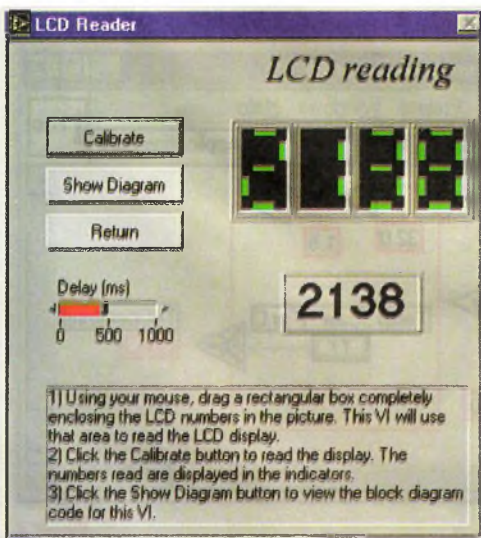 LCD Reader
LCD reading
Calibrate
Show Diagram
Return
2138
2138
Delay (ms)
0 500 1000
1) Using your mouse, drag a rectangular box completely
enclosing the LCD numbers in the picture. This VI will use
that area to read the LCD display.
2) Click the Calibrate button to read the display. The
numbers read are displayed in the indicators.
3) Click the Show Diagram button to view the block diagram
code for this VI.